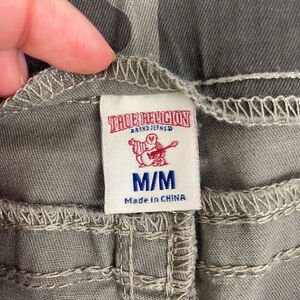 TRUE RELIGION
BRAND JEANS®
M/M
Made in CHINA